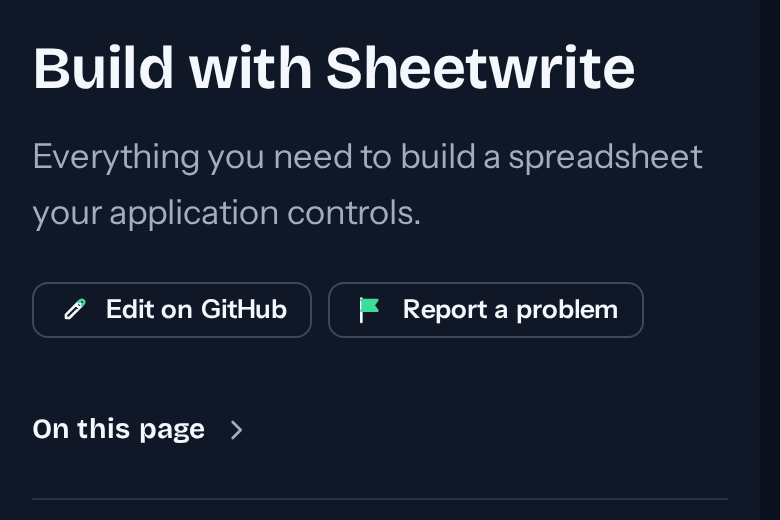 Build with Sheetwrite
Everything you need to build a spreadsheet
your application controls.
Edit on GitHub
Report a problem
On this page